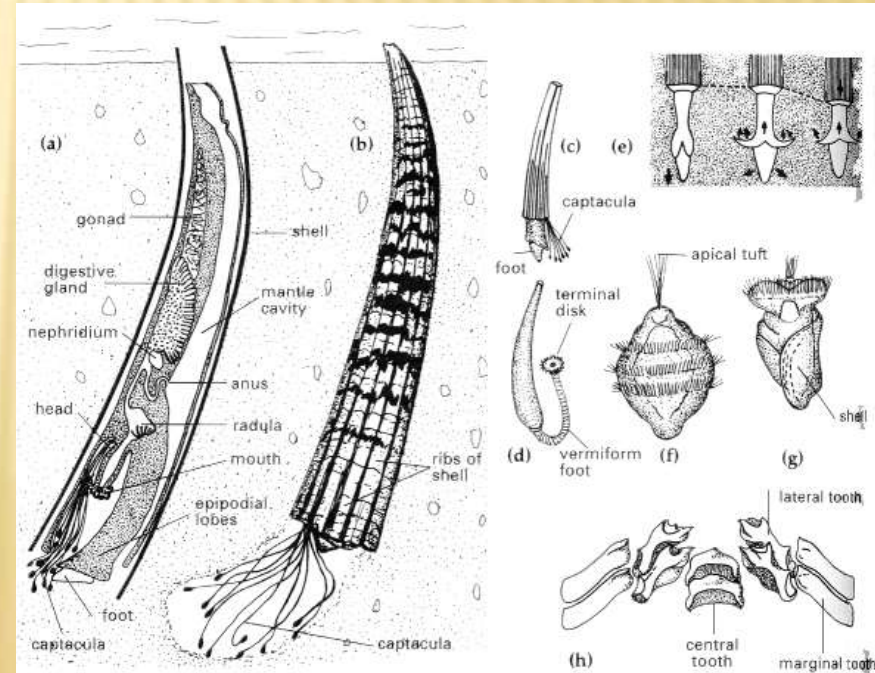 (a)
gonad
digestive
gland
nephridium
head
mouth
epipodial
lobes
foot
captacula
shell
mantle
cavity
anus
radula
(b)
ribs of
shell
captacula
(c)
captacula
foot
(d)
terminal
disk
vermiform
foot
(e)
apical tuft
(f)
shell
(g)
lateral tooth
central
tooth
marginal tooth
(h)